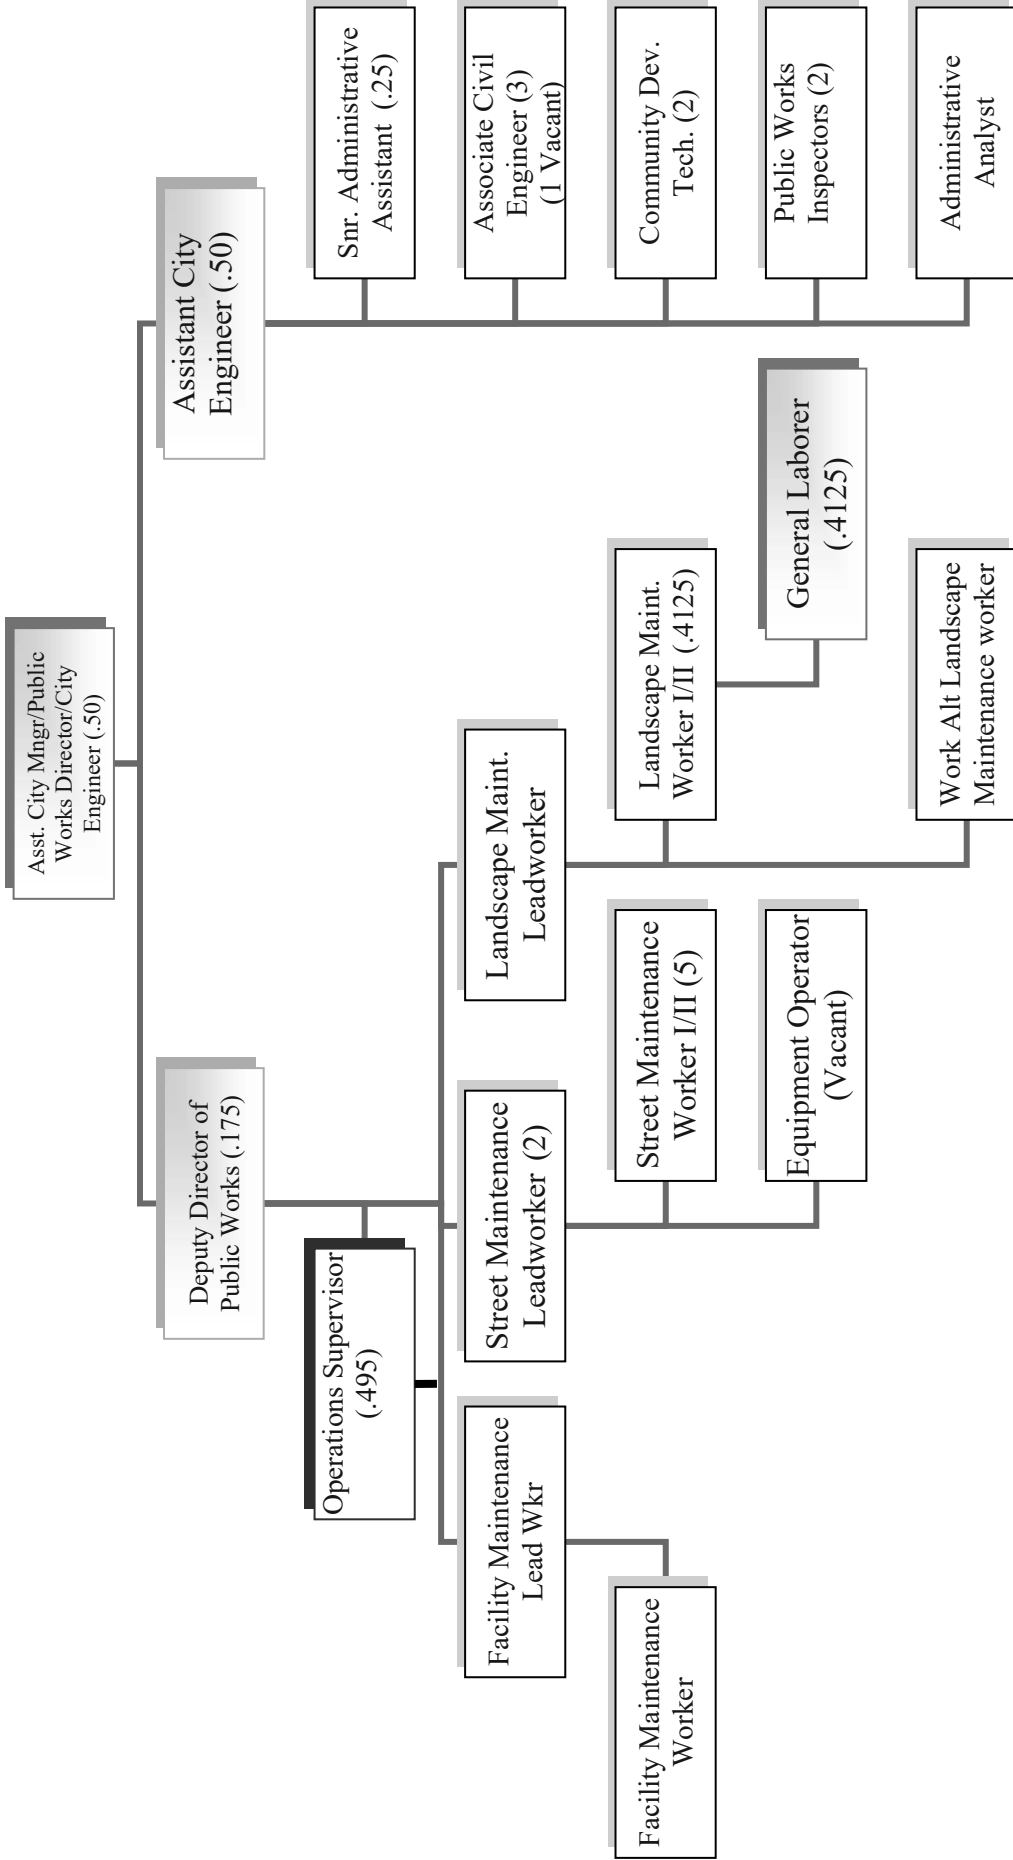 Asst. City Mngr/Public
Works Director/City
Engineer (.50)
Deputy Director of
Public Works (.175)
Assistant City
Engineer (.50)
Operations Supervisor
(.495)
Snr. Administrative
Assistant (.25)
Facility Maintenance
Lead Wkr
Street Maintenance
Leadworker (2)
Landscape Maint.
Leadworker
Associate Civil
Engineer (3)
(1 Vacant)
Facility Maintenance
Worker
Street Maintenance
Worker I/II (5)
Landscape Maint.
Worker I/II (.4125)
Community Dev.
Tech. (2)
Equipment Operator
(Vacant)
General Laborer
(.4125)
Public Works
Inspectors (2)
Work Alt Landscape
Maintenance worker
Administrative
Analyst